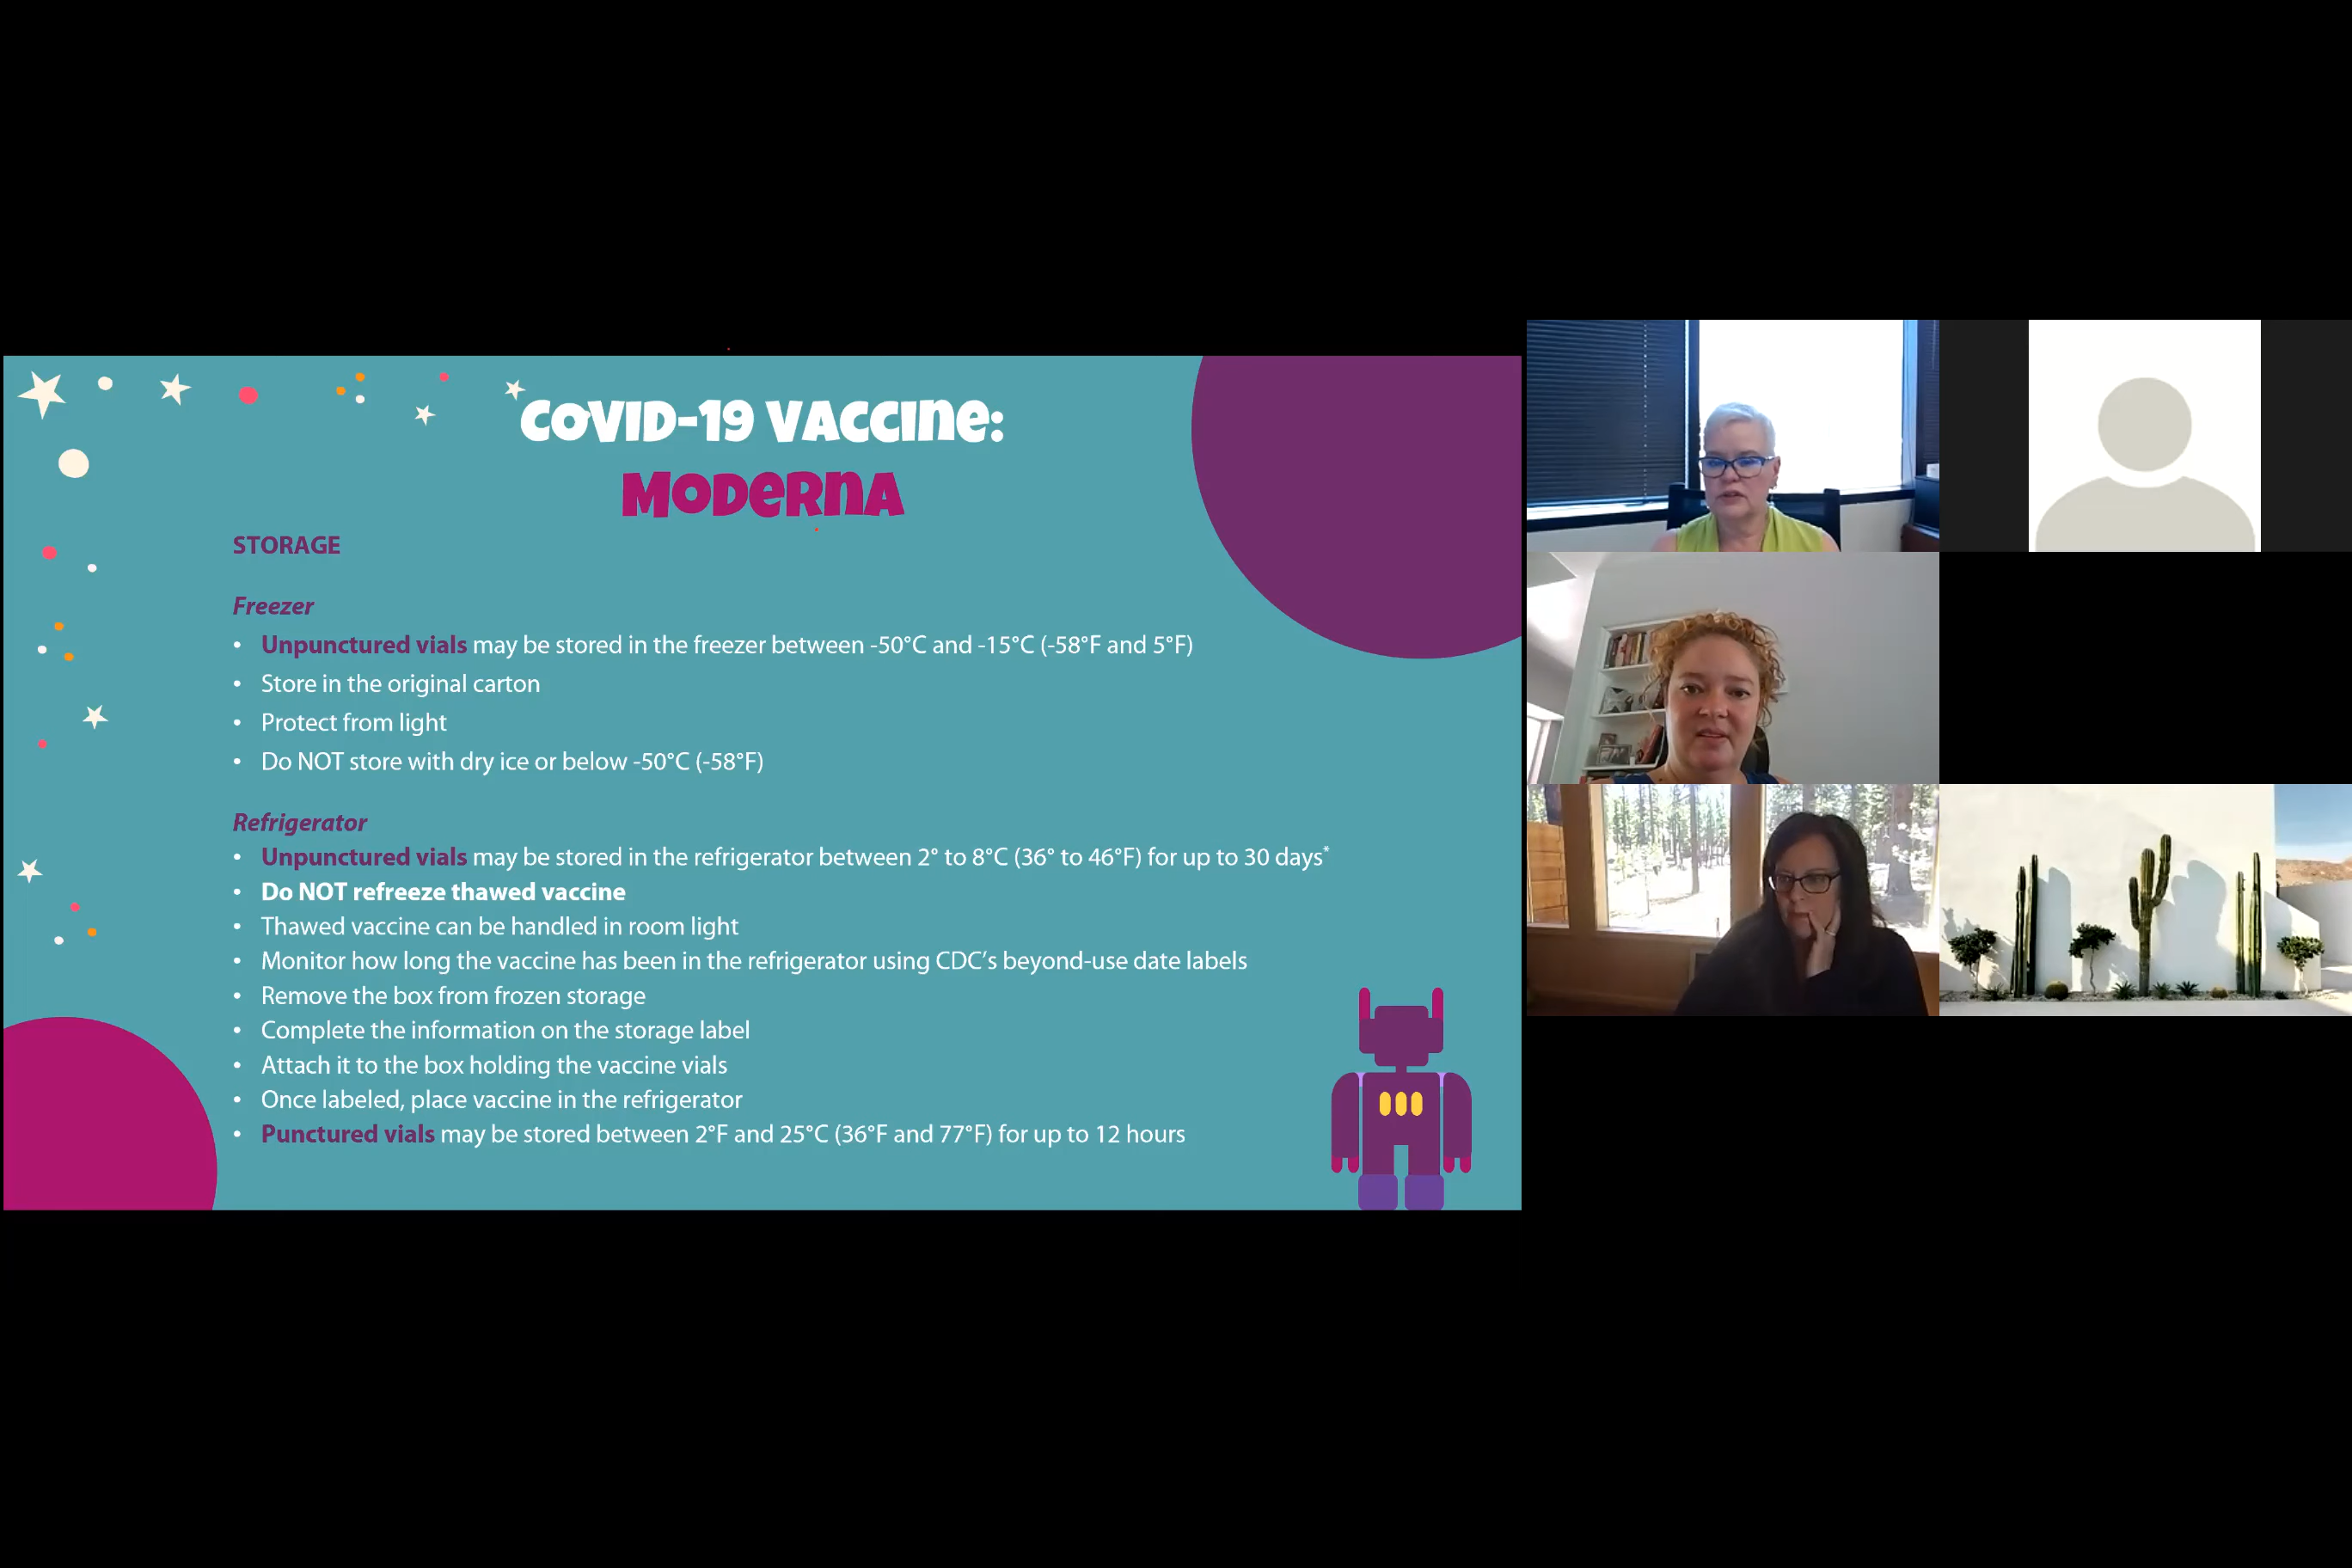 COVID-19 VACCINE:
MODERNA
STORAGE
Freezer
• Unpunctured vials may be stored in the freezer between -50°C and -15°C (-58°F and 5°F)
• Store in the original carton
• Protect from light
• Do NOT store with dry ice or below -50°C (-58°F)
Refrigerator
• Unpunctured vials may be stored in the refrigerator between 2° to 8°C (36° to 46°F) for up to 30 days*
• Do NOT refreeze thawed vaccine
• Thawed vaccine can be handled in room light
• Monitor how long the vaccine has been in the refrigerator using CDC's beyond-use date labels
• Remove the box from frozen storage
• Complete the information on the storage label
• Attach it to the box holding the vaccine vials
• Once labeled, place vaccine in the refrigerator
• Punctured vials may be stored between 2°F and 25°C (36°F and 77°F) for up to 12 hours